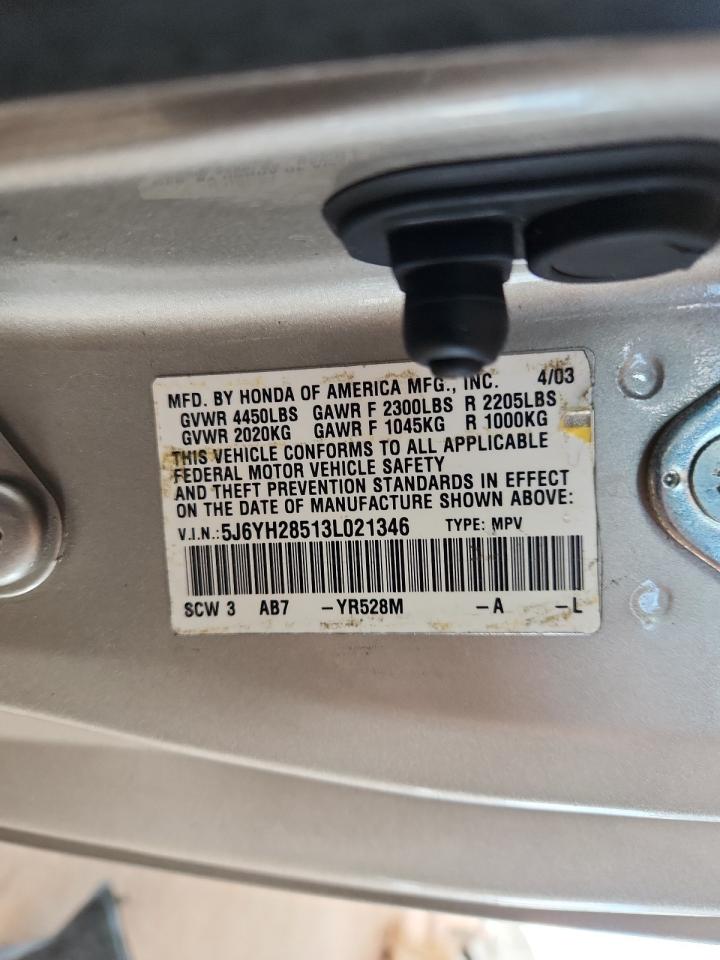 MFD. BY HONDA OF AMERICA MFG., INC. 4/03
GVWR 4450LBS GAWR F 2300LBS R 2205LBS
GVWR 2020KG GAWR F 1045KG R 1000KG
THIS VEHICLE CONFORMS TO ALL APPLICABLE
FEDERAL MOTOR VEHICLE SAFETY
AND THEFT PREVENTION STANDARDS IN EFFECT
ON THE DATE OF MANUFACTURE SHOWN ABOVE:
V.I.N.:5J6YH28513L021346 TYPE: MPV
SCW 3 AB7 -YR528M -A -L